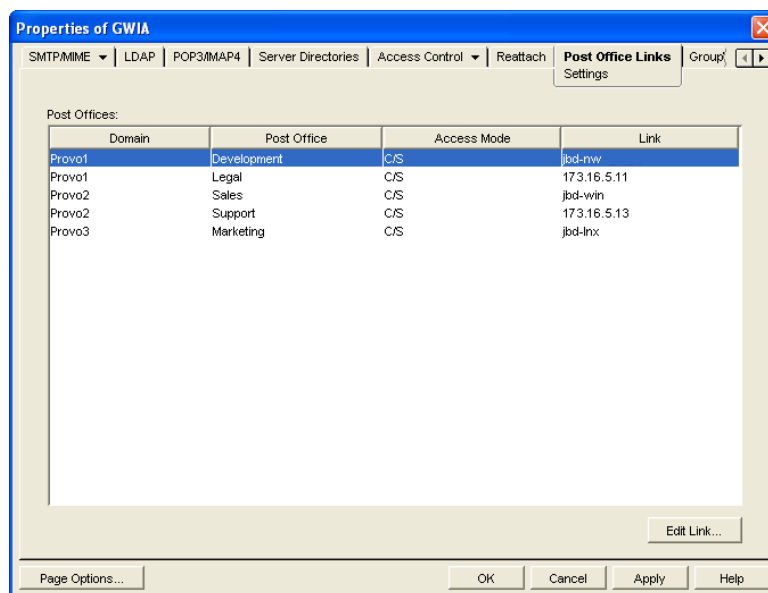 Properties of GWIA
SMTP/MIME LDAP POP3/IMAP4 Server Directories Access Control Reattach Post Office Links Group
Settings
Post Offices:
Domain Post Office Access Mode Link
Provo1 Development C/S jbd-nw
Provo1 Legal C/S 173.16.5.11
Provo2 Sales C/S jbd-win
Provo2 Support C/S 173.16.5.13
Provo3 Marketing C/S jbd-lnx
Edit Link...
Page Options... OK Cancel Apply Help